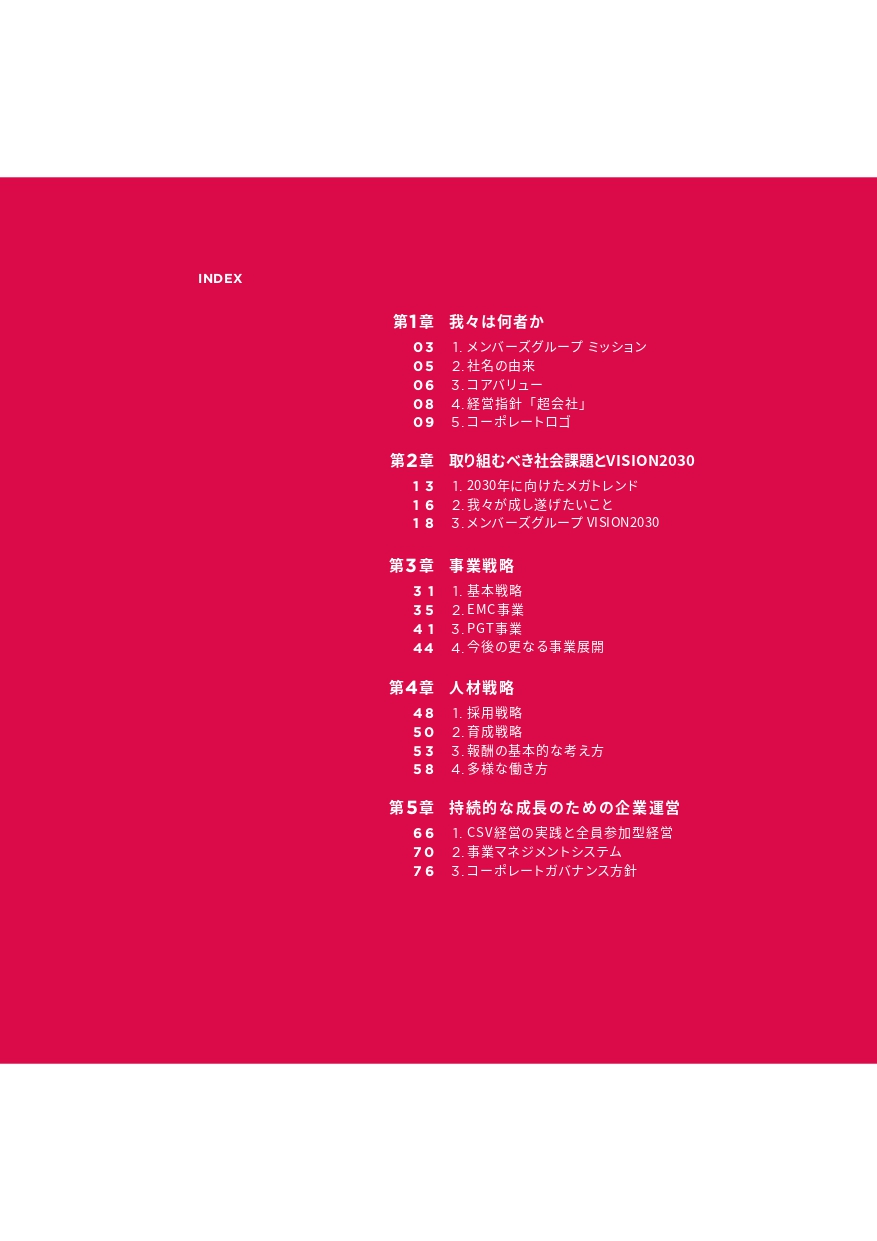 INDEX
第1章 我々は何者か
03 1. メンバーズグループ ミッション
05 2. 社名の由来
06 3. コアバリュー
08 4. 経営指針「超会社」
09 5. コーポレートロゴ
第2章 取り組むべき社会課題とVISION2030
13 1. 2030年に向けたメガトレンド
16 2. 我々が成し遂げたいこと
18 3. メンバーズグループ VISION2030
第3章 事業戦略
31 1. 基本戦略
35 2. EMC事業
41 3. PGT事業
44 4. 今後の更なる事業展開
第4章 人材戦略
48 1. 採用戦略
50 2. 育成戦略
53 3. 報酬の基本的な考え方
58 4. 多様な働き方
第5章 持続的な成長のための企業運営
66 1. CSV経営の実践と全員参加型経営
70 2. 事業マネジメントシステム
76 3. コーポレートガバナンス方針